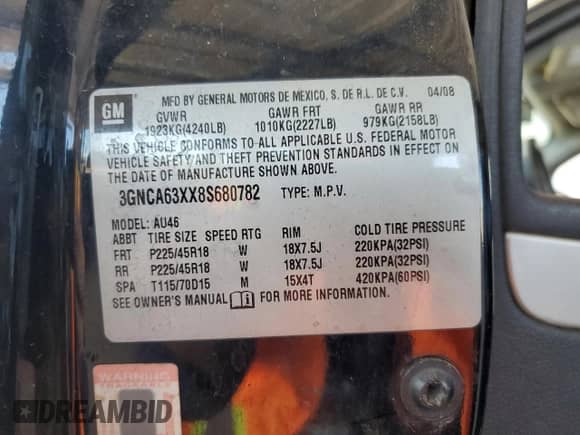 GM
MFD BY GENERAL MOTORS DE MEXICO, S. DE R.L. DE C.V. 04/08
GVWR GAWR FRT GAWR RR
1923KG(4240LB) 1010KG(2227LB) 979KG(2158LB)
THIS VEHICLE CONFORMS TO ALL APPLICABLE U.S. FEDERAL MOTOR
VEHICLE SAFETY AND THEFT PREVENTION STANDARDS IN EFFECT ON
THE DATE OF MANUFACTURE SHOWN ABOVE.
3GNCA63XX8S680782 TYPE: M.P.V.
MODEL: AU46
ABBT TIRE SIZE SPEED RTG RIM COLD TIRE PRESSURE
FRT P225/45R18 W 18X7.5J 220KPA(32PSI)
RR P225/45R18 W 18X7.5J 220KPA(32PSI)
SPA T115/70D15 M 15X4T 420KPA(60PSI)
SEE OWNER'S MANUAL FOR MORE INFORMATION.
WARNING
DREAMBID